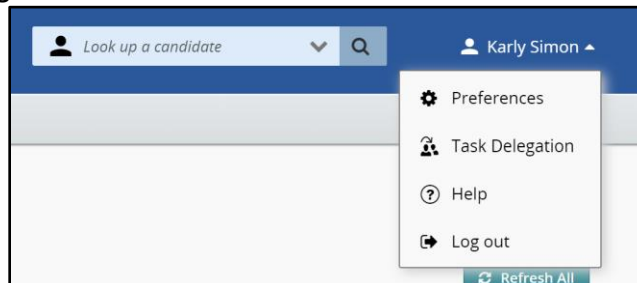 Look up a candidate
Karly Simon
Preferences
Task Delegation
Help
Log out
Refresh All